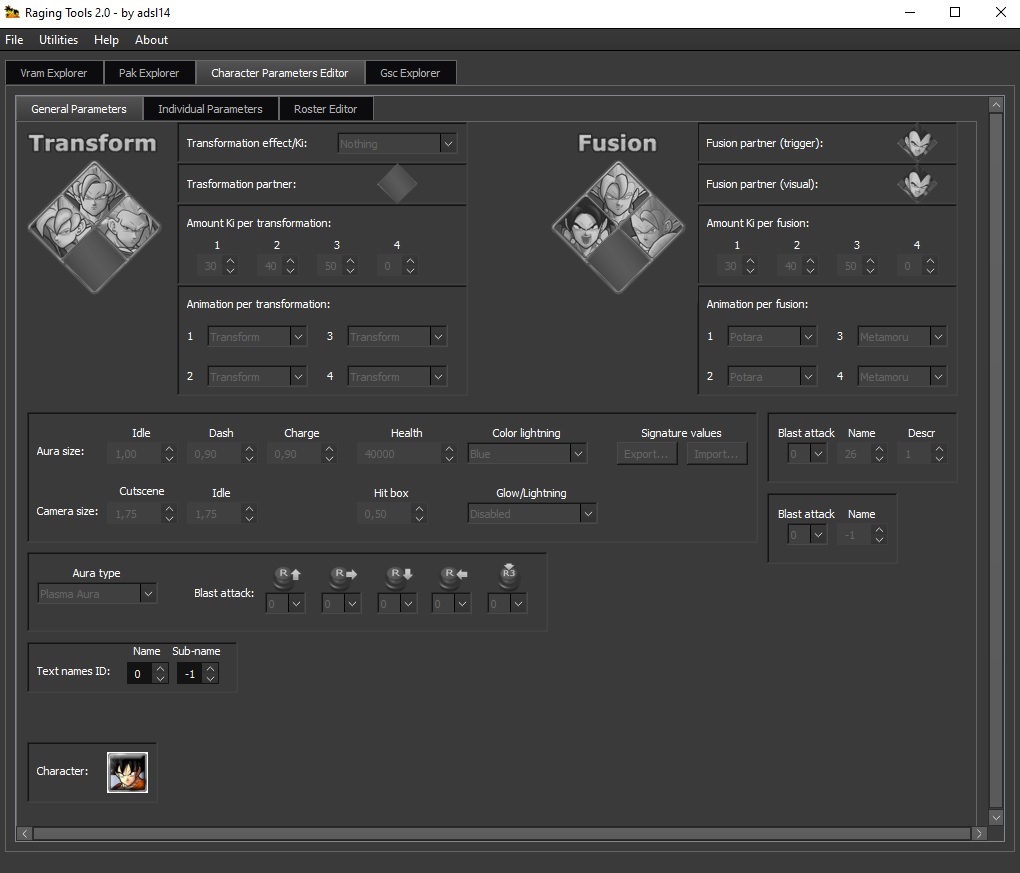 Raging Tools 2.0 - by adsl14
File Utilities Help About
Vram Explorer Pak Explorer Character Parameters Editor Gsc Explorer
General Parameters Individual Parameters Roster Editor
Transform
Transformation effect/Ki: Nothing
Trasformation partner:
Amount Ki per transformation:
1 2 3 4
30 40 50 0
Animation per transformation:
1 Transform 3 Transform
2 Transform 4 Transform
Fusion
Fusion partner (trigger):
Fusion partner (visual):
Amount Ki per fusion:
1 2 3 4
30 40 50 0
Animation per fusion:
1 Potara 3 Metamoru
2 Potara 4 Metamoru
Idle Dash Charge Health Color lightning Signature values
Aura size: 1,00 0,90 0,90 40000 Blue Export... Import...
Cutscene Idle Hit box Glow/Lightning
Camera size: 1,75 1,75 0,50 Disabled
Blast attack Name Descr
0 26 1
Blast attack Name
0 -1
Aura type
Plasma Aura
R R R R R3
Blast attack: 0 0 0 0 0
Name Sub-name
Text names ID: 0 -1
Character: